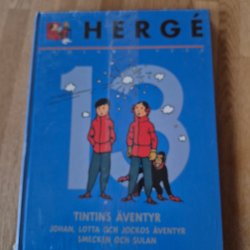 HERGÉ
13
TINTINS ÄVENTYR
JOHAN, LOTTA OCH JOCKOS ÄVENTYR
SMECKEN OCH SULAN